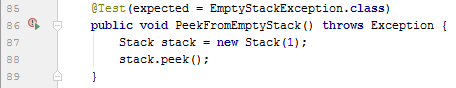 85 @Test(expected = EmptyStackException.class)
86 public void PeekFromEmptyStack() throws Exception {
87 Stack stack = new Stack(1);
88 stack.peek();
89 }